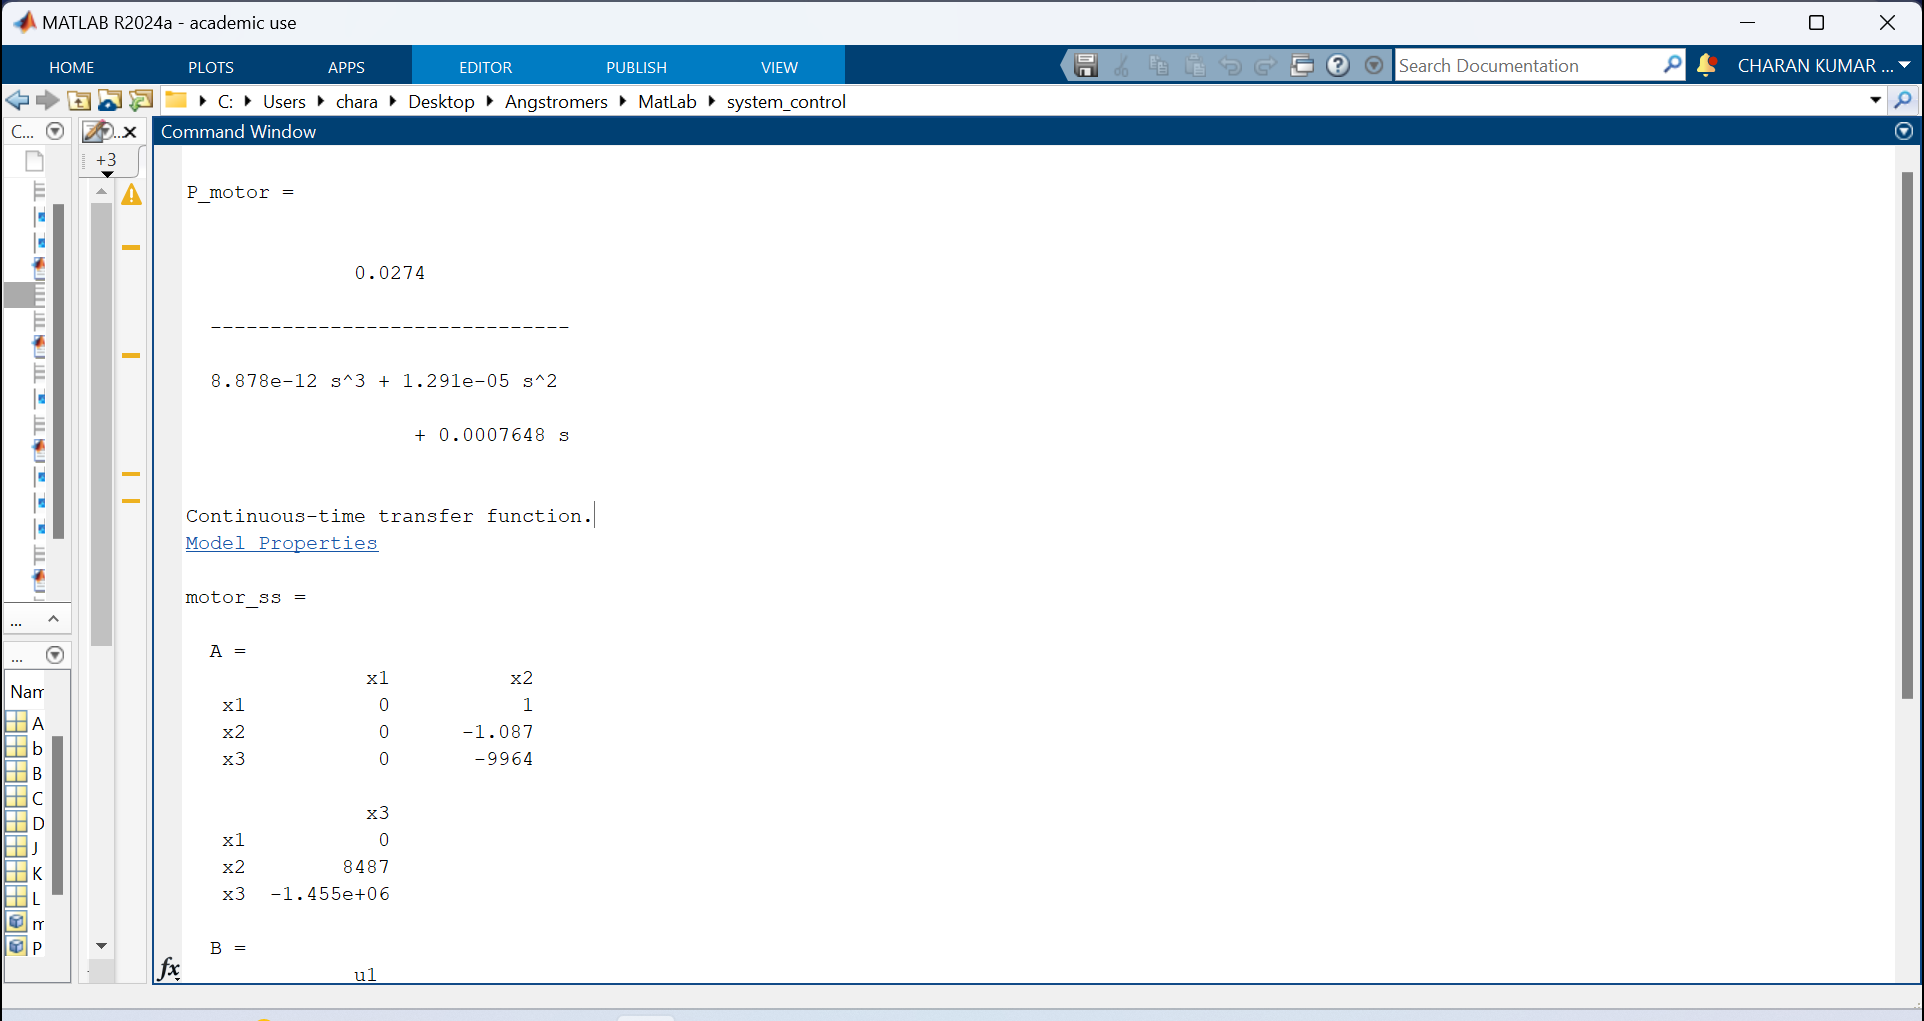 MATLAB R2024a - academic use
HOME PLOTS APPS EDITOR PUBLISH VIEW Search Documentation CHARAN KUMAR ...
C: Users chara Desktop Angstromers MatLab system_control
C... ... Command Window
+3
P_motor =
0.0274
------------------------------
8.878e-12 s^3 + 1.291e-05 s^2
+ 0.0007648 s
Continuous-time transfer function.
Model Properties
motor_ss =
...
A =
...
x1 x2
Nam
x1 0 1
A
x2 0 -1.087
b
x3 0 -9964
B
C
x3
D
x1 0
J
x2 8487
K
x3 -1.455e+06
L
m
B =
P
fx
u1